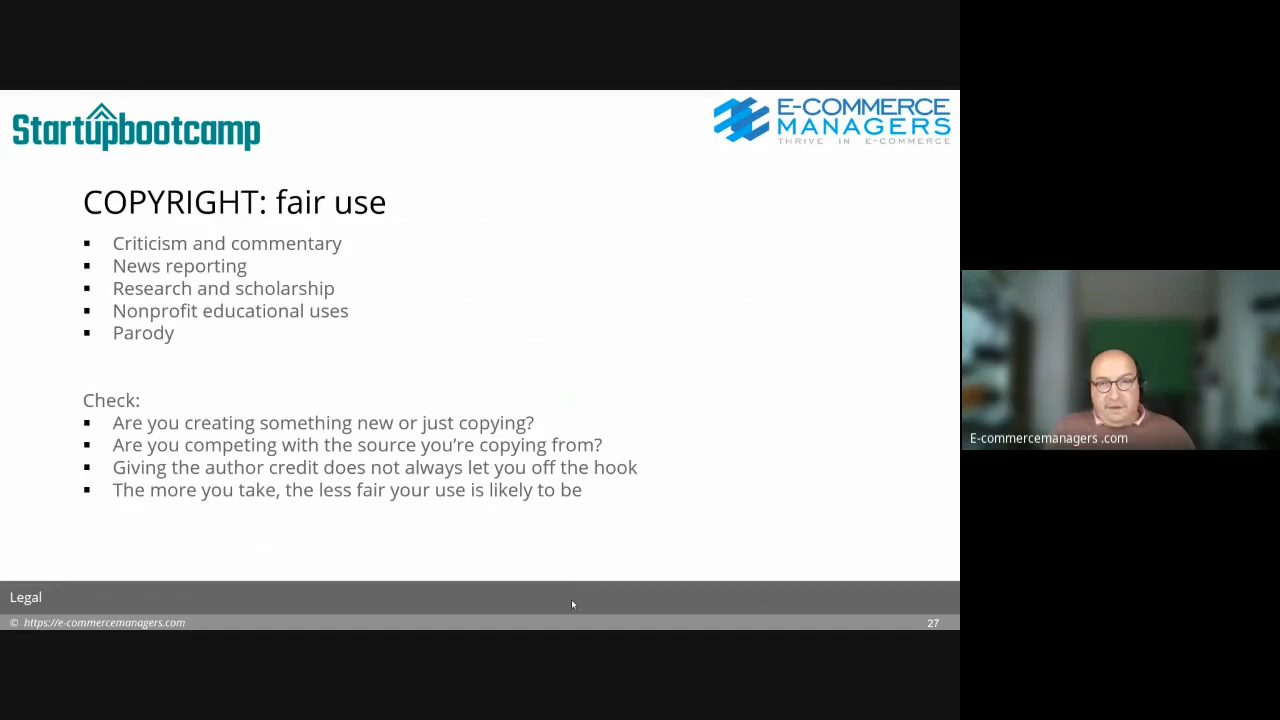 Startupbootcamp
E-COMMERCE
MANAGERS
THRIVE IN E-COMMERCE
COPYRIGHT: fair use
▪ Criticism and commentary
▪ News reporting
▪ Research and scholarship
▪ Nonprofit educational uses
▪ Parody
Check:
▪ Are you creating something new or just copying?
▪ Are you competing with the source you’re copying from?
▪ Giving the author credit does not always let you off the hook
▪ The more you take, the less fair your use is likely to be
E-commercemanagers .com
Legal
© https://e-commercemanagers.com
27